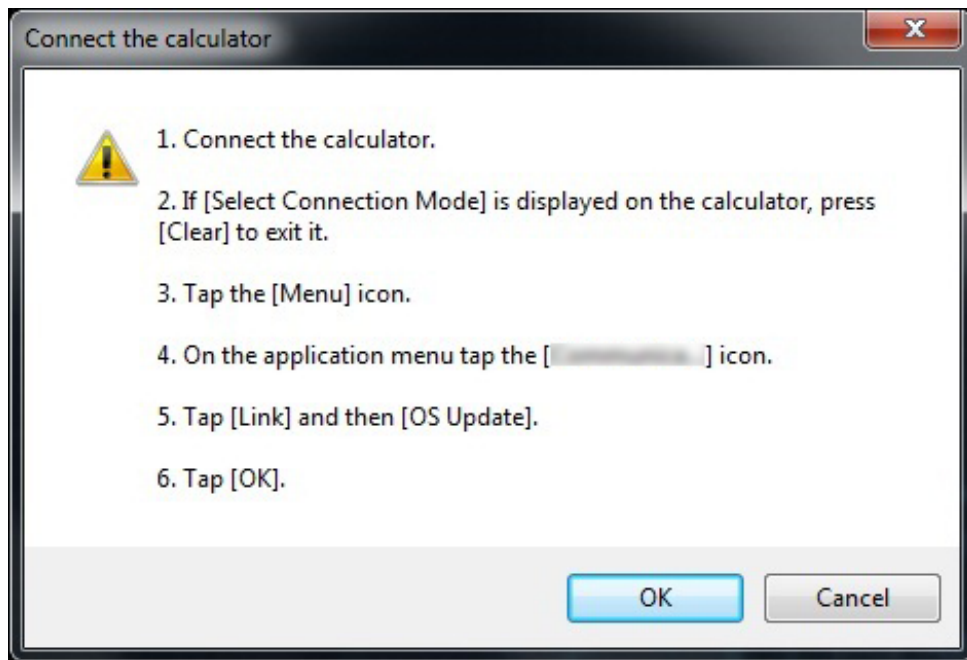 Connect the calculator
1. Connect the calculator.
2. If [Select Connection Mode] is displayed on the calculator, press
[Clear] to exit it.
3. Tap the [Menu] icon.
4. On the application menu tap the [ ] icon.
5. Tap [Link] and then [OS Update].
6. Tap [OK].
OK
Cancel